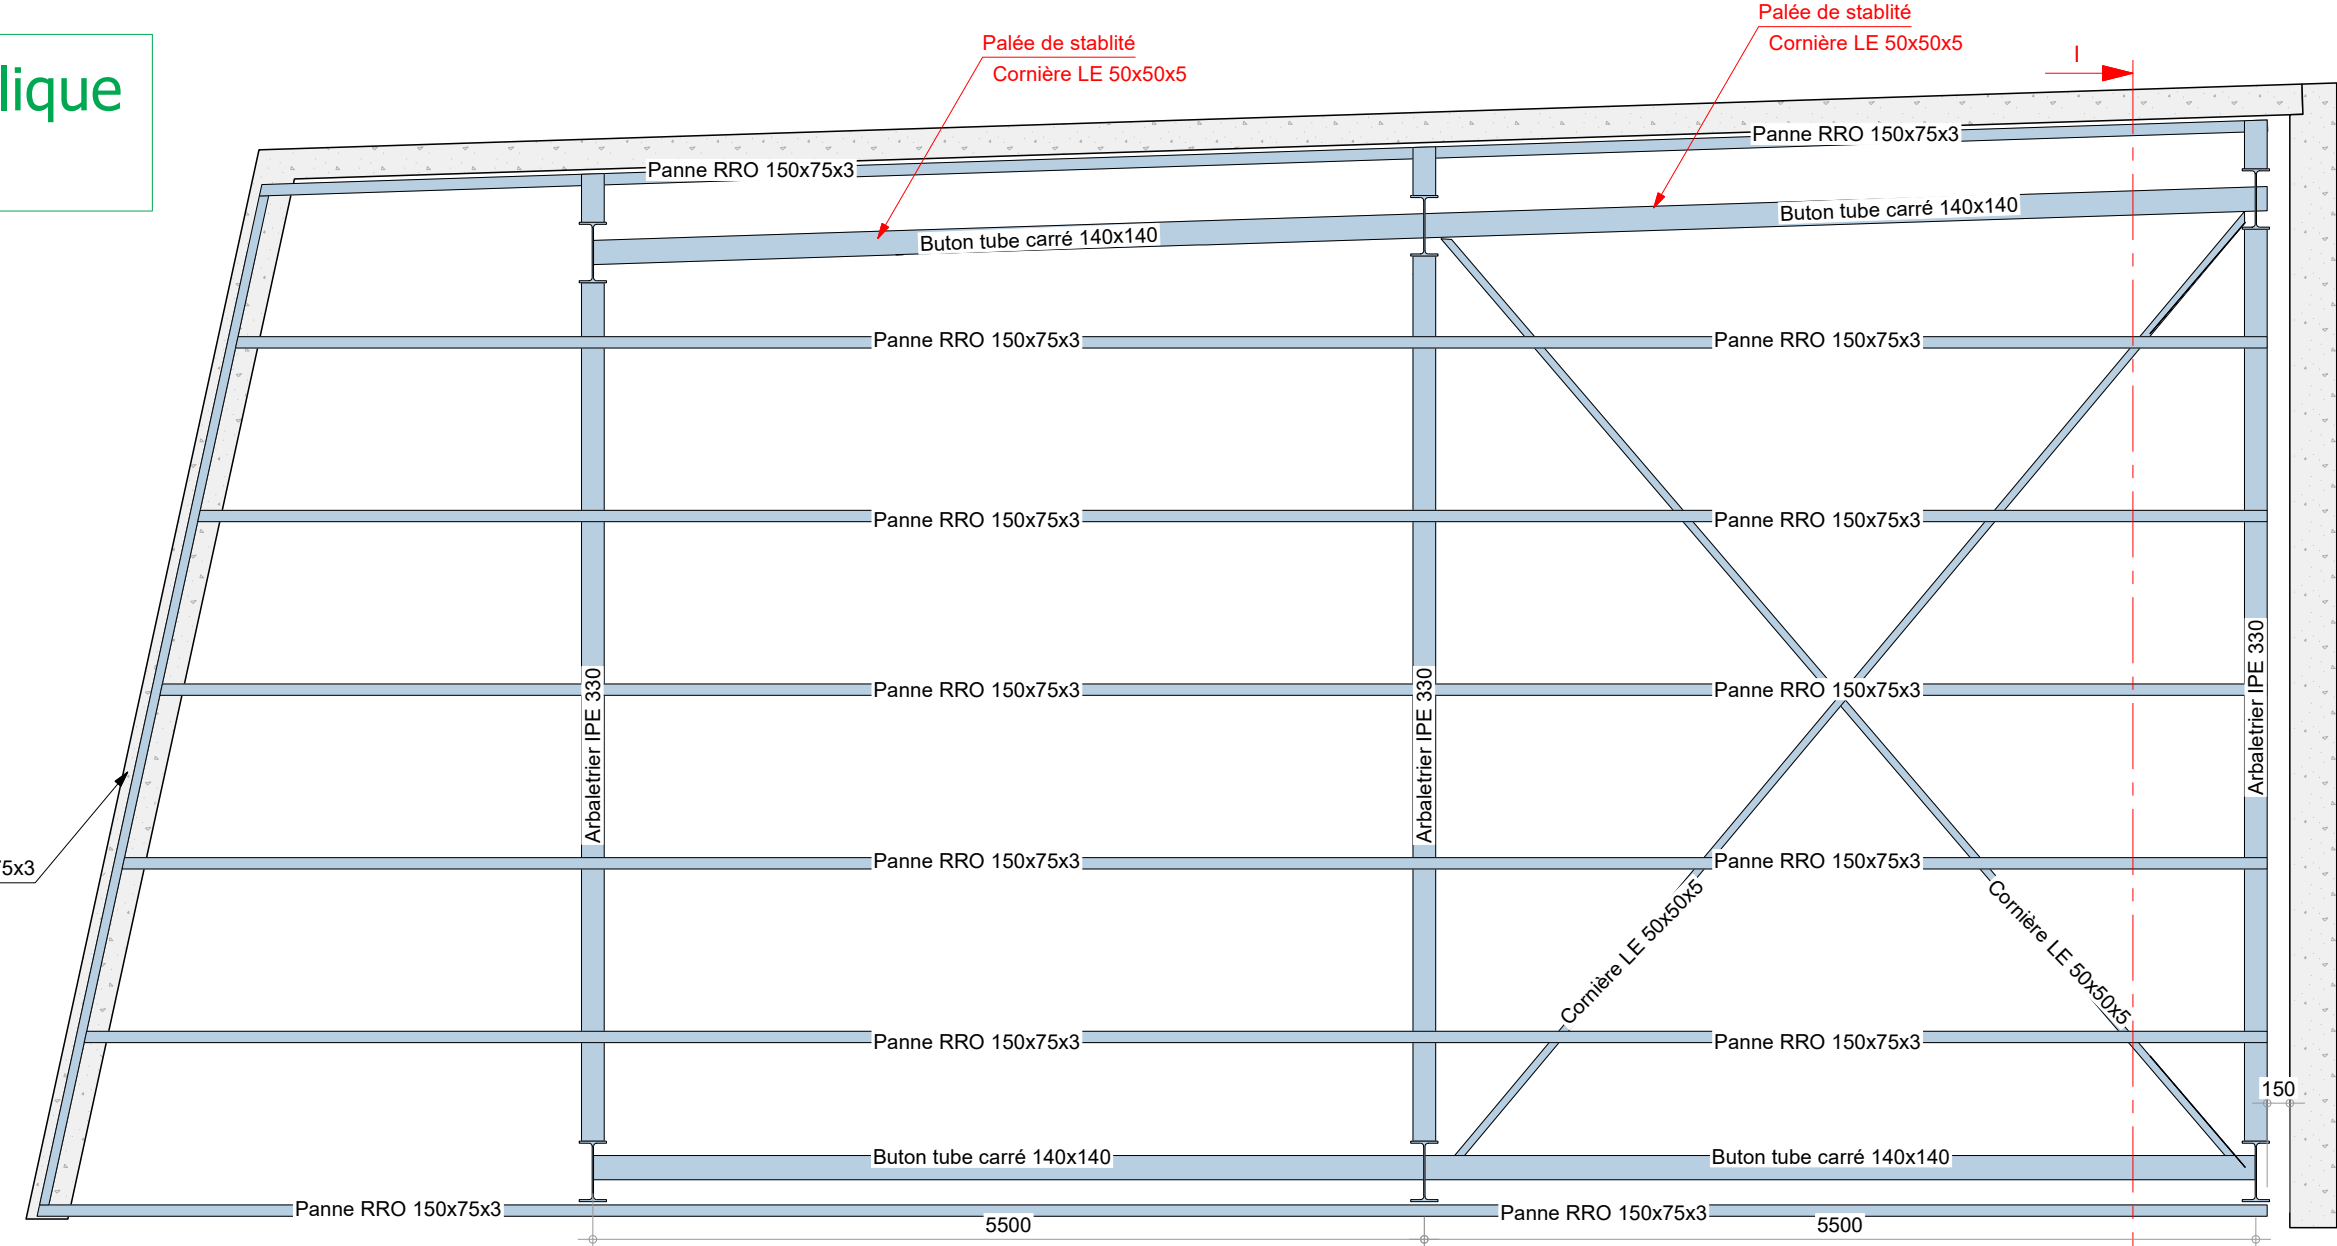 Palée de stablité
Cornière LE 50x50x5
Palée de stablité
Cornière LE 50x50x5
I
lique
Panne RRO 150x75x3
Panne RRO 150x75x3
Buton tube carré 140x140
Buton tube carré 140x140
Panne RRO 150x75x3
Panne RRO 150x75x3
Panne RRO 150x75x3
Panne RRO 150x75x3
Arbaletrier IPE 330
Arbaletrier IPE 330
Arbaletrier IPE 330
Panne RRO 150x75x3
Panne RRO 150x75x3
5x3
Panne RRO 150x75x3
Panne RRO 150x75x3
Cornière LE 50x50x5
Cornière LE 50x50x5
Panne RRO 150x75x3
Panne RRO 150x75x3
150
Buton tube carré 140x140
Buton tube carré 140x140
Panne RRO 150x75x3
Panne RRO 150x75x3
5500
5500